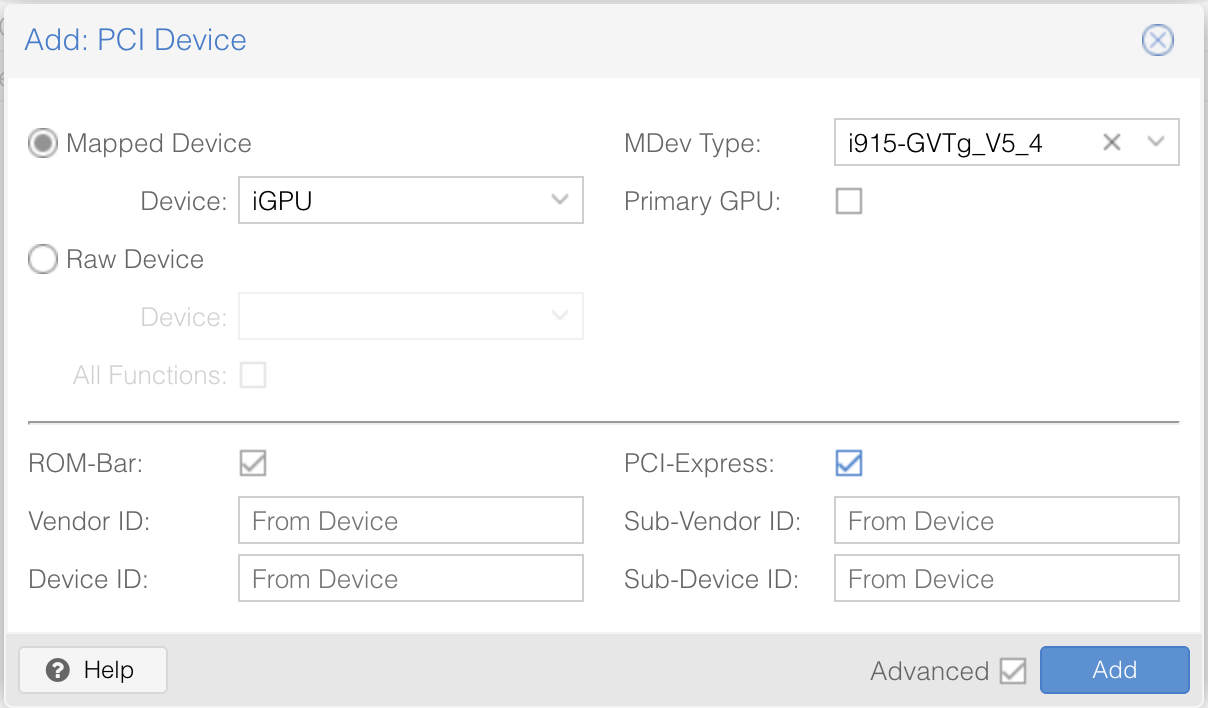 Add: PCI Device
Mapped Device
MDev Type: i915-GVTg_V5_4
Device: iGPU
Primary GPU:
Raw Device
Device:
All Functions:
ROM-Bar:
PCI-Express:
Vendor ID: From Device
Sub-Vendor ID: From Device
Device ID: From Device
Sub-Device ID: From Device
Help
Advanced
Add